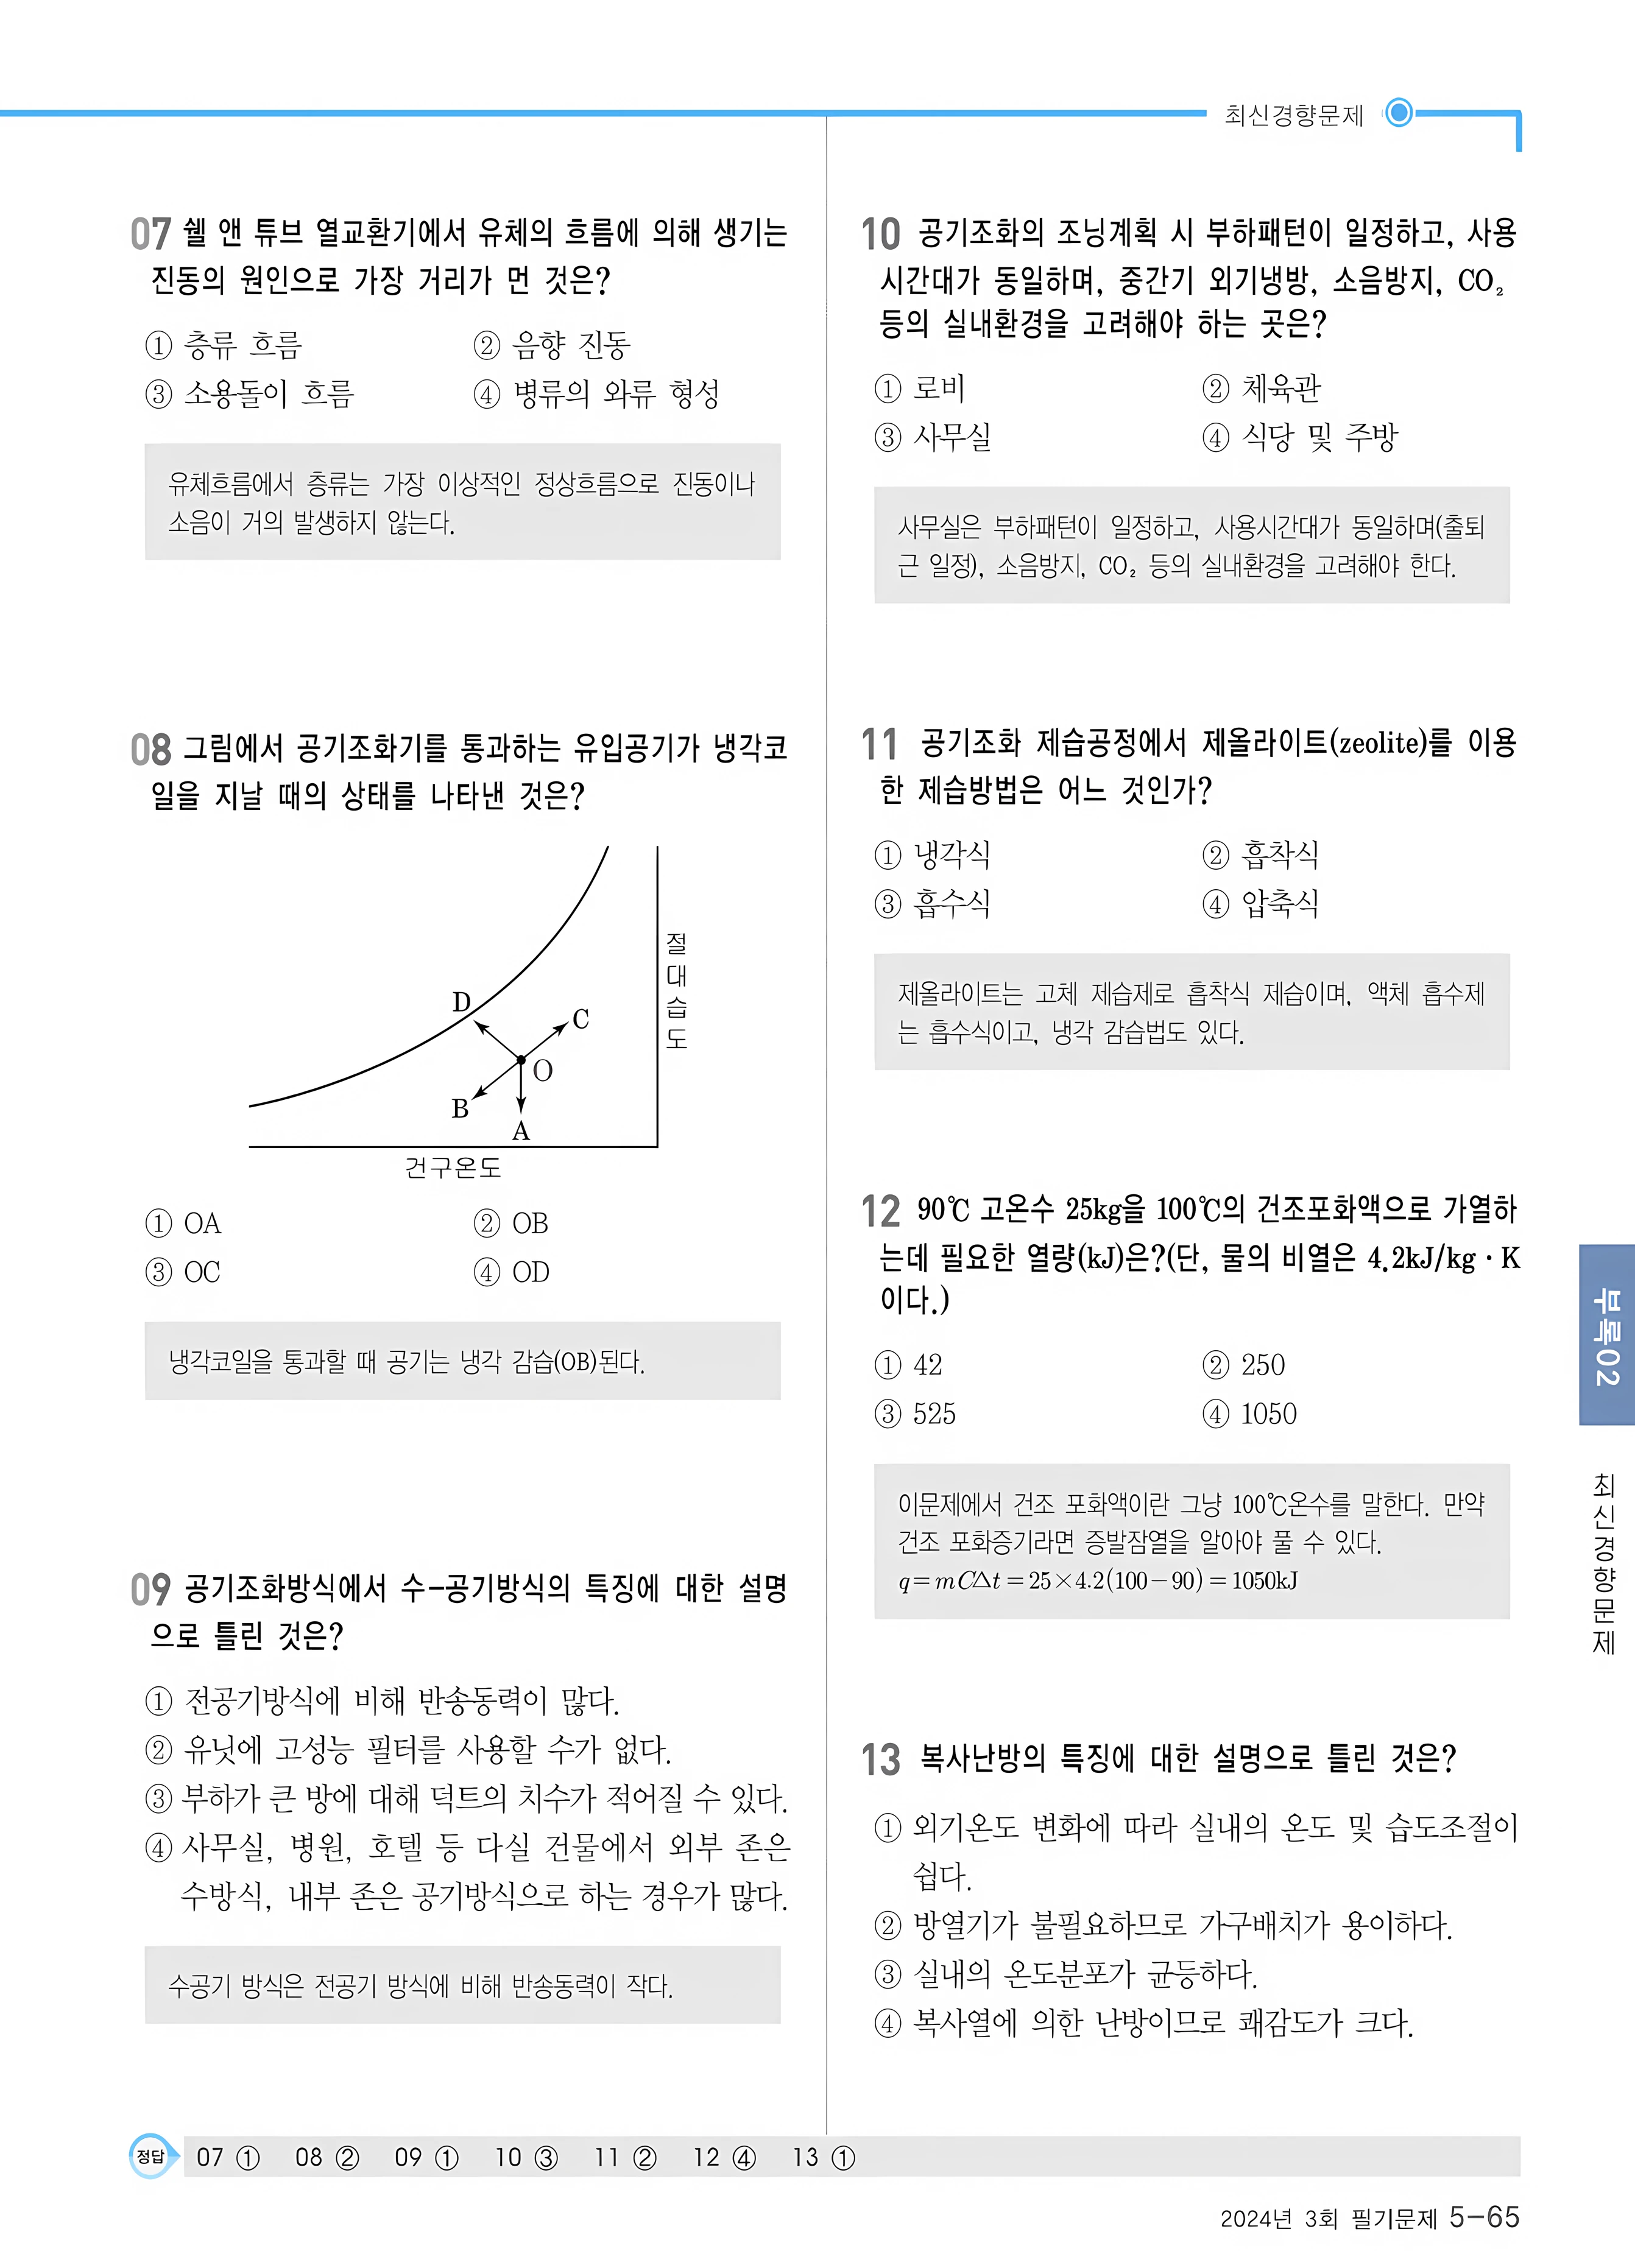 최신경향문제
07 쉘 앤 튜브 열교환기에서 유체의 흐름에 의해 생기는
진동의 원인으로 가장 거리가 먼 것은?
① 층류 흐름 ② 음향 진동
③ 소용돌이 흐름 ④ 병류의 와류 형성
유체흐름에서 층류는 가장 이상적인 정상흐름으로 진동이나
소음이 거의 발생하지 않는다.
08 그림에서 공기조화기를 통과하는 유입공기가 냉각코
일을 지날 때의 상태를 나타낸 것은?
절대습도
D
C
O
B
A
건구온도
① OA ② OB
③ OC ④ OD
냉각코일을 통과할 때 공기는 냉각 감습(OB)된다.
09 공기조화방식에서 수-공기방식의 특징에 대한 설명
으로 틀린 것은?
① 전공기방식에 비해 반송동력이 많다.
② 유닛에 고성능 필터를 사용할 수가 없다.
③ 부하가 큰 방에 대해 덕트의 치수가 적어질 수 있다.
④ 사무실, 병원, 호텔 등 다실 건물에서 외부 존은
수방식, 내부 존은 공기방식으로 하는 경우가 많다.
수공기 방식은 전공기 방식에 비해 반송동력이 작다.
10 공기조화의 조닝계획 시 부하패턴이 일정하고, 사용
시간대가 동일하며, 중간기 외기냉방, 소음방지, CO₂
등의 실내환경을 고려해야 하는 곳은?
① 로비 ② 체육관
③ 사무실 ④ 식당 및 주방
사무실은 부하패턴이 일정하고, 사용시간대가 동일하며(출퇴
근 일정), 소음방지, CO₂ 등의 실내환경을 고려해야 한다.
11 공기조화 제습공정에서 제올라이트(zeolite)를 이용
한 제습방법은 어느 것인가?
① 냉각식 ② 흡착식
③ 흡수식 ④ 압축식
제올라이트는 고체 제습제로 흡착식 제습이며, 액체 흡수제
는 흡수식이고, 냉각 감습법도 있다.
12 90℃ 고온수 25kg을 100℃의 건조포화액으로 가열하
는데 필요한 열량(kJ)은?(단, 물의 비열은 4.2kJ/kg·K
이다.)
① 42 ② 250
③ 525 ④ 1050
이문제에서 건조 포화액이란 그냥 100℃온수를 말한다. 만약
건조 포화증기라면 증발잠열을 알아야 풀 수 있다.
q=mC△t=25×4.2(100-90)=1050kJ
13 복사난방의 특징에 대한 설명으로 틀린 것은?
① 외기온도 변화에 따라 실내의 온도 및 습도조절이
쉽다.
② 방열기가 불필요하므로 가구배치가 용이하다.
③ 실내의 온도분포가 균등하다.
④ 복사열에 의한 난방이므로 쾌감도가 크다.
부록02
최신경향문제
정답 07 ① 08 ② 09 ① 10 ③ 11 ② 12 ④ 13 ①
2024년 3회 필기문제 5-65